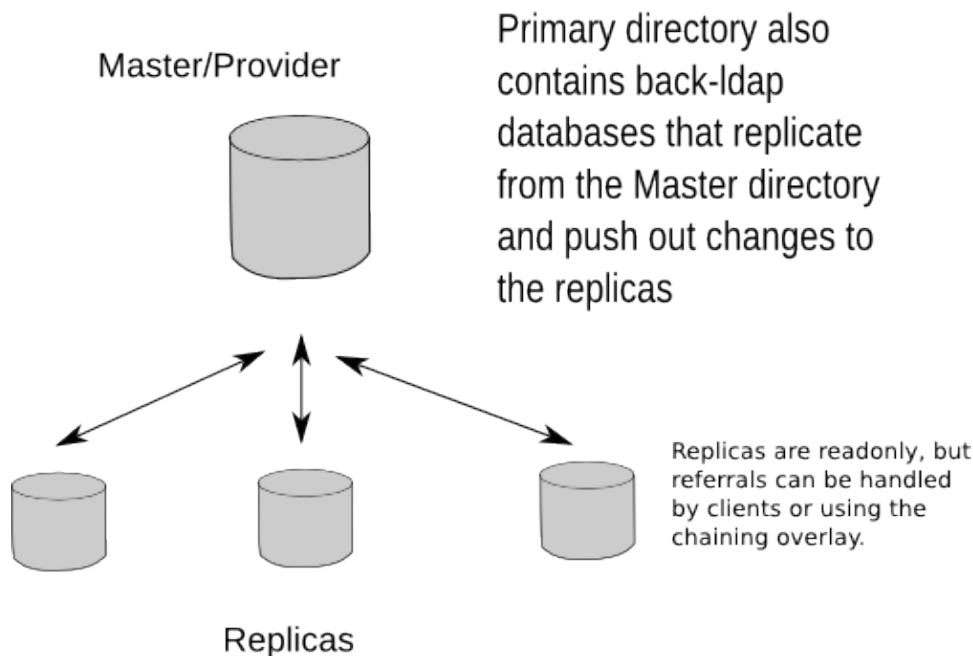 Master/Provider
Primary directory also
contains back-ldap
databases that replicate
from the Master directory
and push out changes to
the replicas
Replicas are readonly, but
referrals can be handled
by clients or using the
chaining overlay.
Replicas